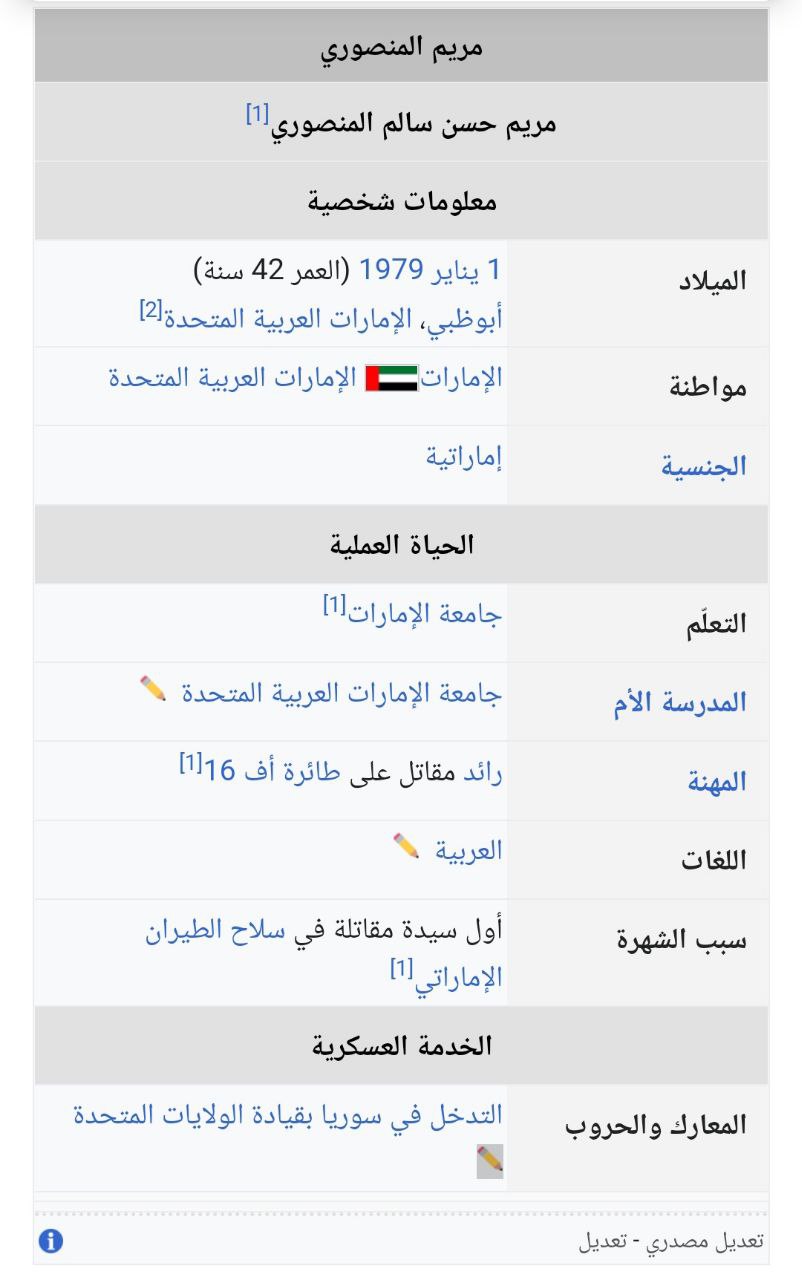 مريم المنصوري
مريم حسن سالم المنصوري[1]
معلومات شخصية
الميلاد
1 يناير 1979 (العمر 42 سنة)
أبوظبي، الإمارات العربية المتحدة[2]
مواطنة
الإمارات الإمارات العربية المتحدة
الجنسية
إماراتية
الحياة العملية
التعلّم
جامعة الإمارات[1]
المدرسة الأم
جامعة الإمارات العربية المتحدة
المهنة
رائد مقاتل على طائرة أف 16[1]
اللغات
العربية
سبب الشهرة
أول سيدة مقاتلة في سلاح الطيران
الإماراتي[1]
الخدمة العسكرية
المعارك والحروب
التدخل في سوريا بقيادة الولايات المتحدة
تعديل مصدري - تعديل